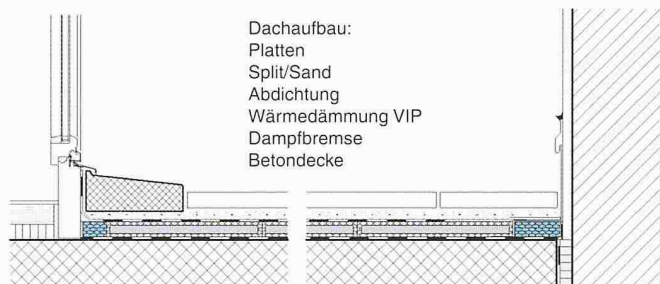 Dachaufbau:
Platten
Split/Sand
Abdichtung
Wärmedämmung VIP
Dampfbremse
Betondecke